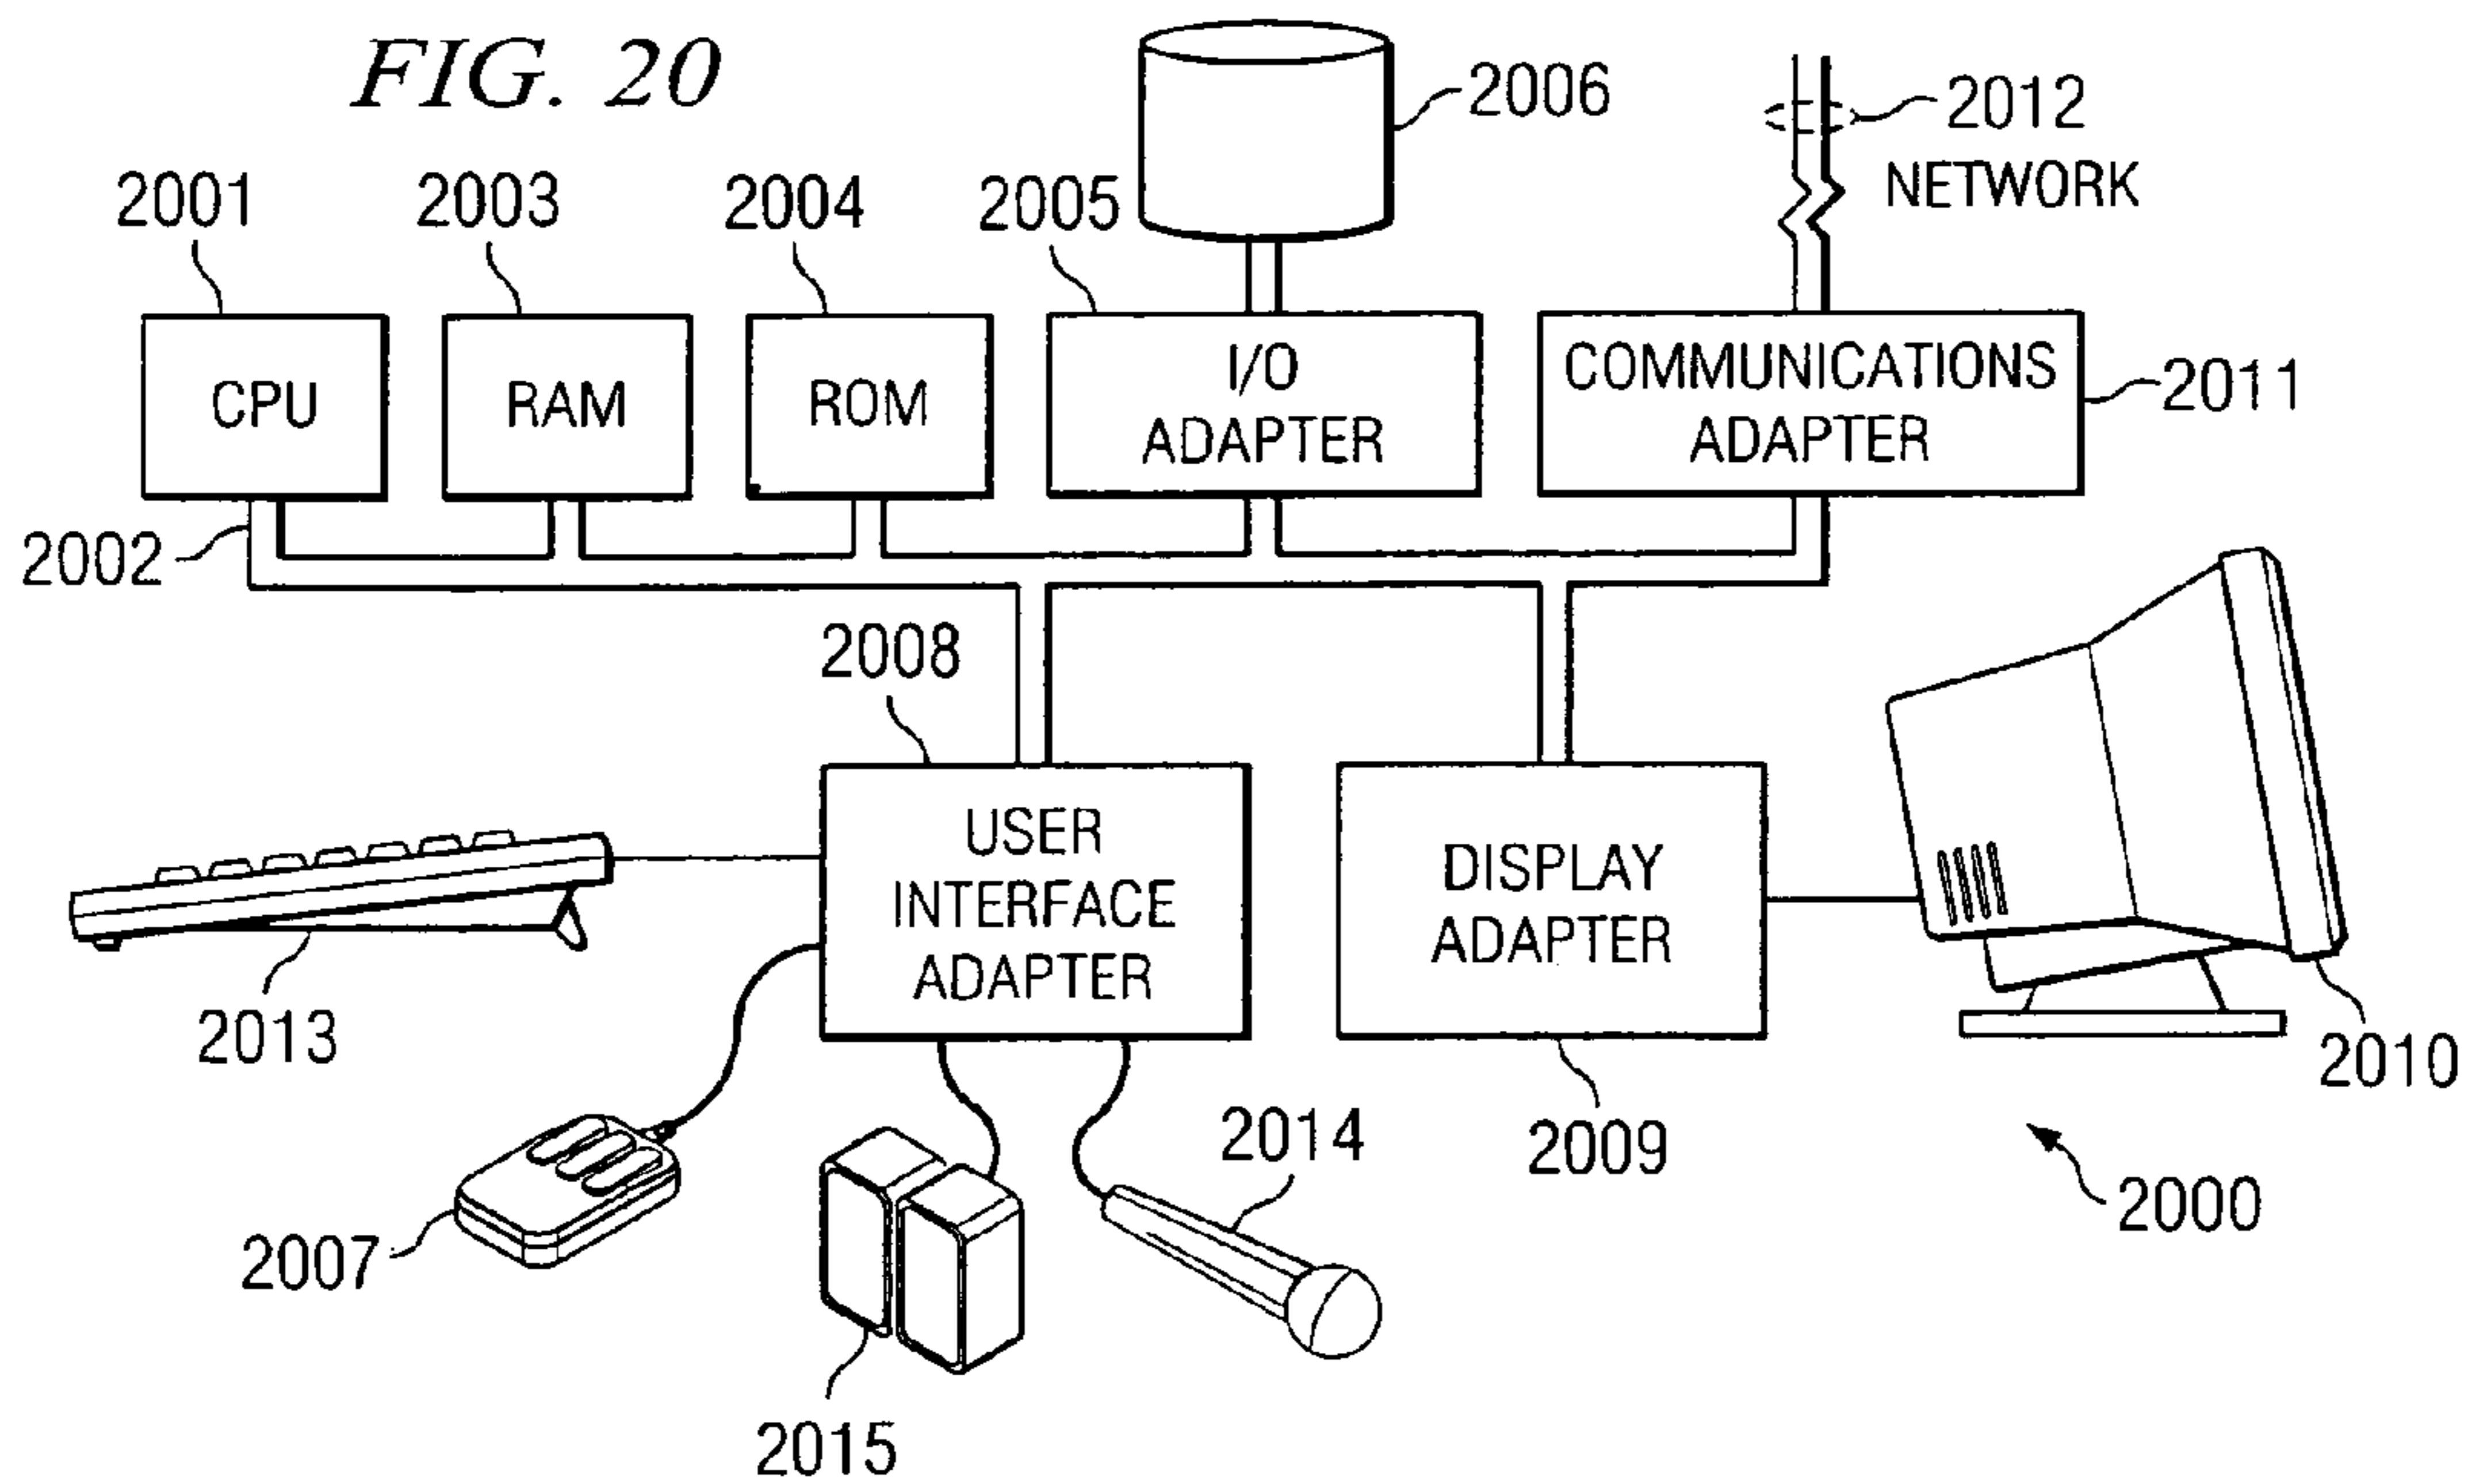 FIG. 20
2006
2012
NETWORK
2001
2003
2004
2005
CPU
RAM
ROM
I/O
ADAPTER
COMMUNICATIONS
ADAPTER
2011
2002
2008
USER
INTERFACE
ADAPTER
DISPLAY
ADAPTER
2013
2010
2014
2009
2000
2007
2015